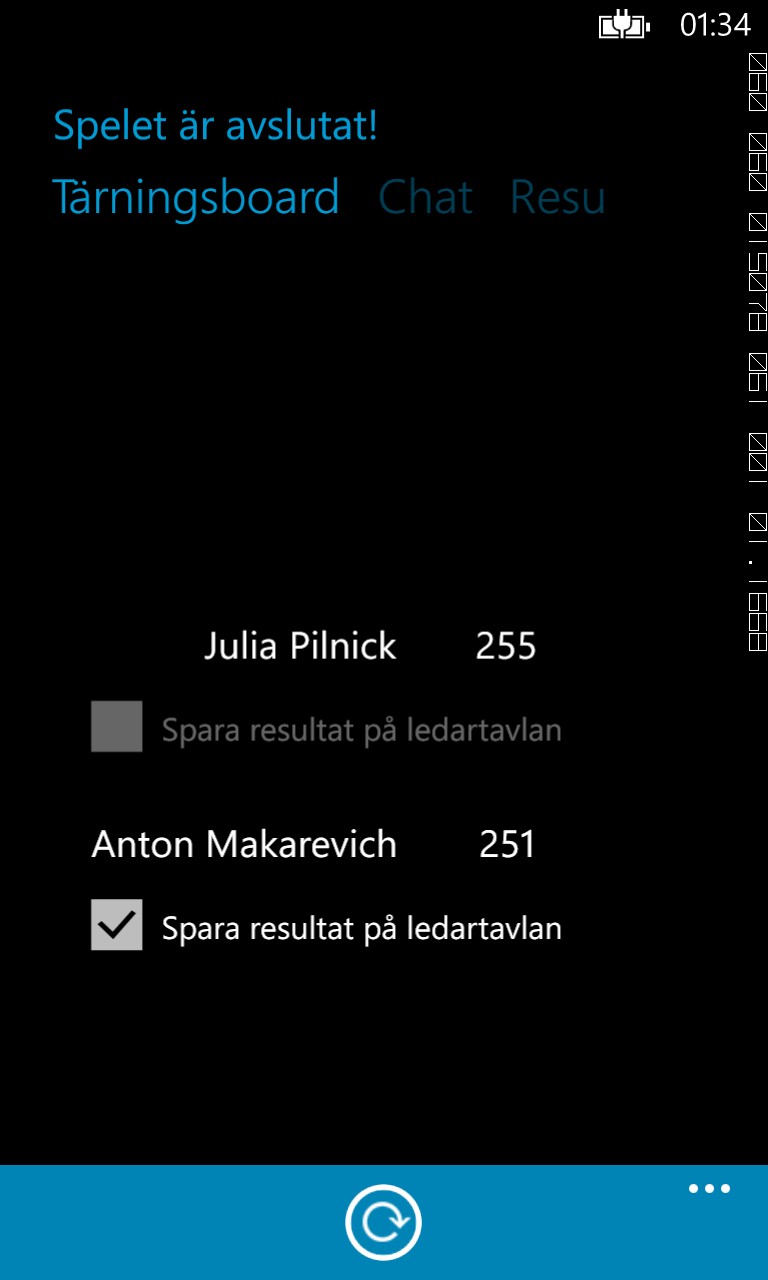 01:34
Spelet är avslutat!
Tärningsboard Chat Resu
Julia Pilnick 255
Spara resultat på ledartavlan
Anton Makarevich 251
Spara resultat på ledartavlan